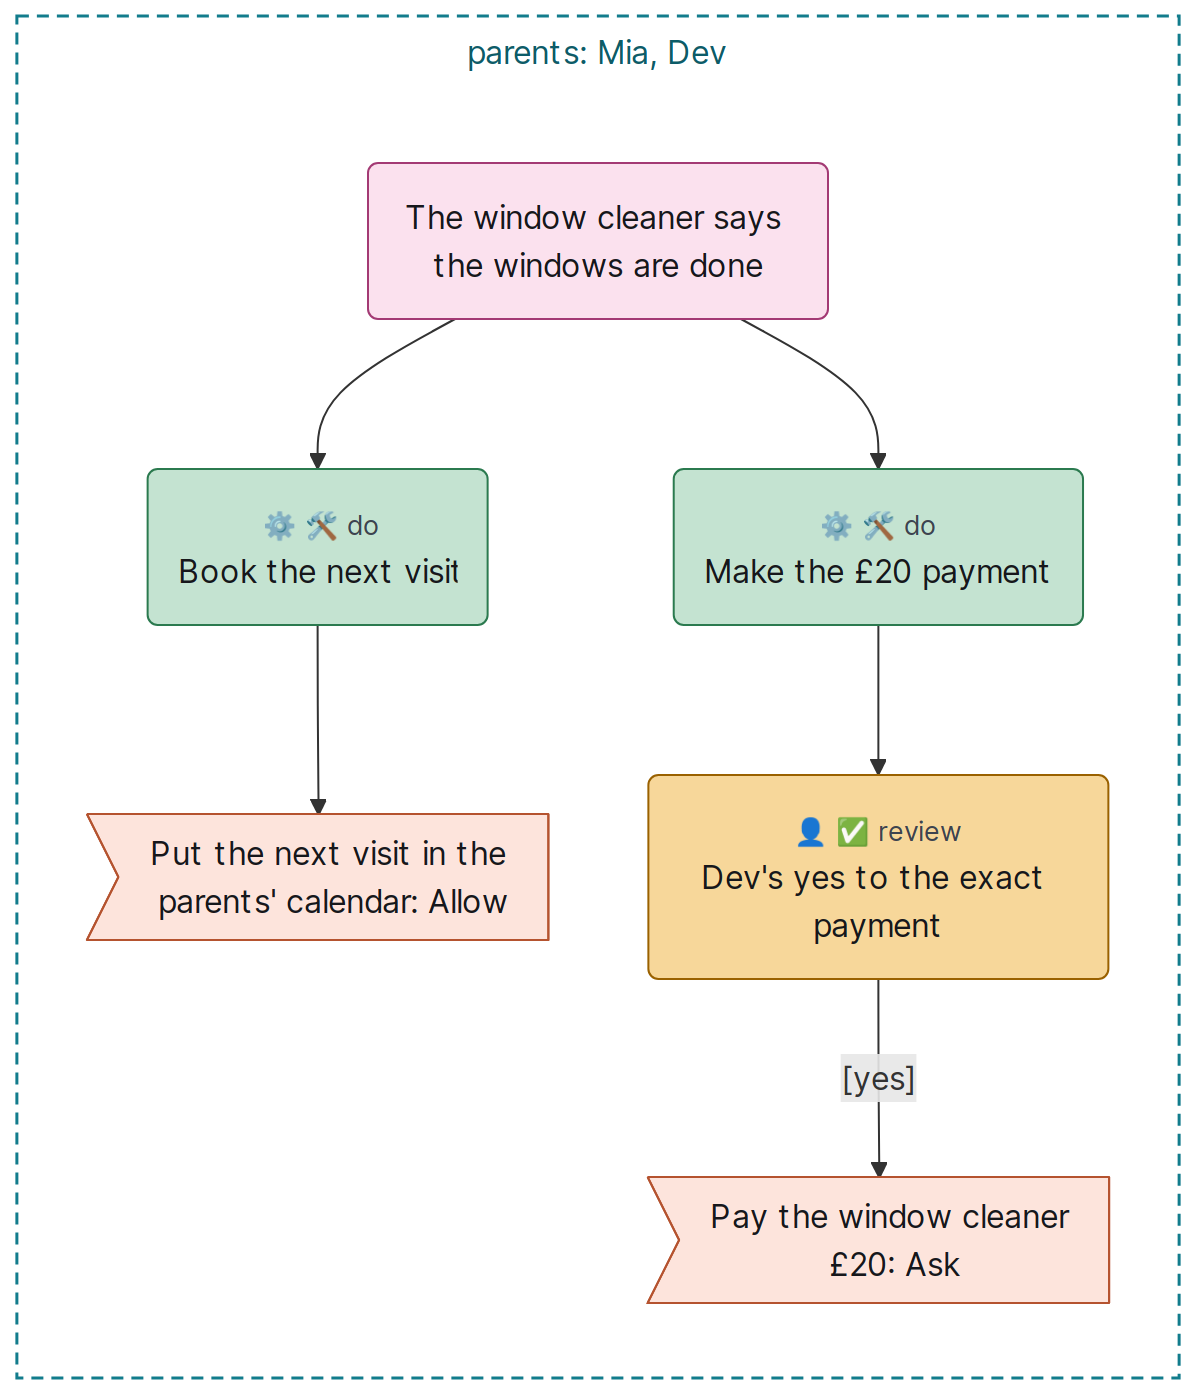 parents: Mia, Dev
The window cleaner says
the windows are done
⚙️ 🛠️ do
Book the next visit
⚙️ 🛠️ do
Make the £20 payment
Put the next visit in the
parents' calendar: Allow
👤 ✅ review
Dev's yes to the exact
payment
[yes]
Pay the window cleaner
£20: Ask